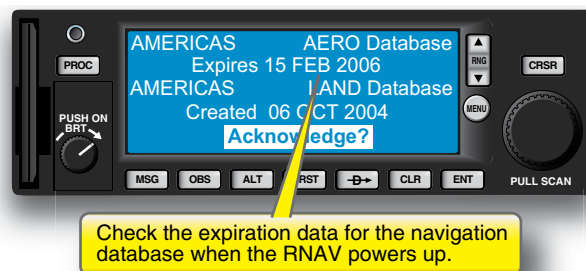 AMERICAS AERO Database
Expires 15 FEB 2006
AMERICAS LAND Database
Created 06 OCT 2004
Acknowledge?
PROC
PUSH ON
BRT
RNG
MENU
CRSR
PULL SCAN
MSG OBS ALT D CLR ENT
Check the expiration data for the navigation
database when the RNAV powers up.